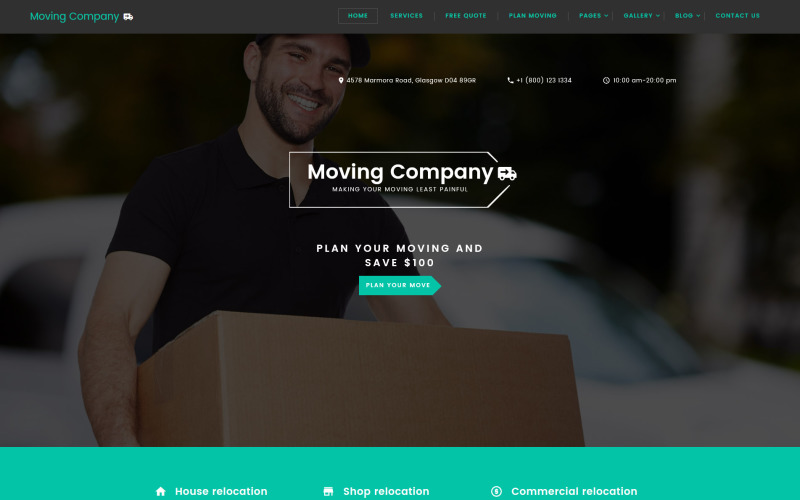 Moving Company
HOME SERVICES FREE QUOTE PLAN MOVING PAGES GALLERY BLOG CONTACT US
4578 Marmora Road, Glasgow D04 89GR +1 (800) 123 1334 10:00 am-20:00 pm
Moving Company
MAKING YOUR MOVING LEAST PAINFUL
PLAN YOUR MOVING AND
SAVE $100
PLAN YOUR MOVE
House relocation Shop relocation Commercial relocation